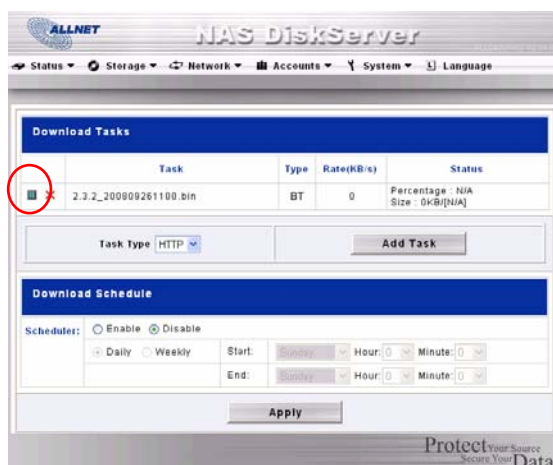 ALLNET
NAS DiskServer
Status Storage Network Accounts System Language
Download Tasks
Task Type Rate(KB/s) Status
2.3.2_200809261100.bin BT 0 Percentage : N/A
Size : 0KB/[N/A]
Task Type HTTP Add Task
Download Schedule
Scheduler: Enable Disable
Daily Weekly Start: Sunday Hour: 0 Minute: 0
End: Sunday Hour: 0 Minute: 0
Apply
Protect Your Source
Secure Your Data